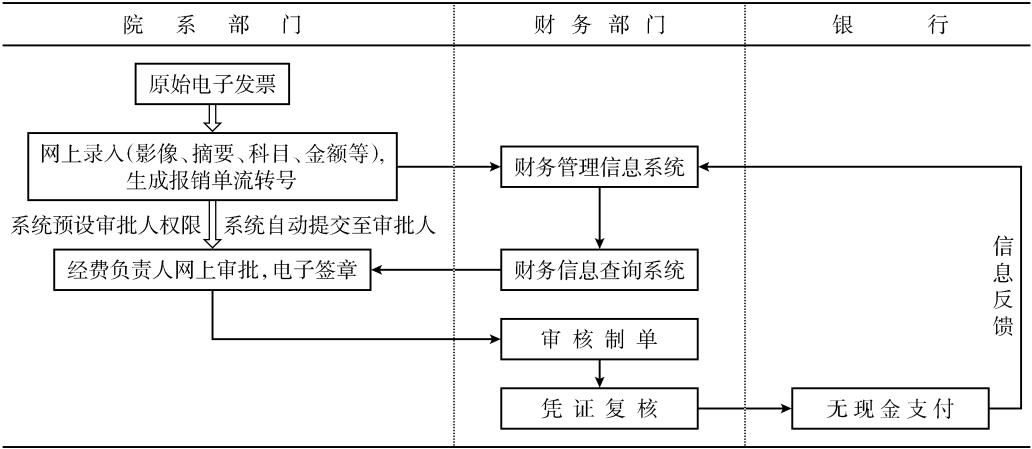 院 系 部 门
财 务 部 门
银 行
原始电子发票
网上录入(影像、摘要、科目、金额等),
生成报销单流转号
财务管理信息系统
系统预设审批人权限
系统自动提交至审批人
经费负责人网上审批,电子签章
财务信息查询系统
信息反馈
审 核 制 单
凭 证 复 核
无 现 金 支 付